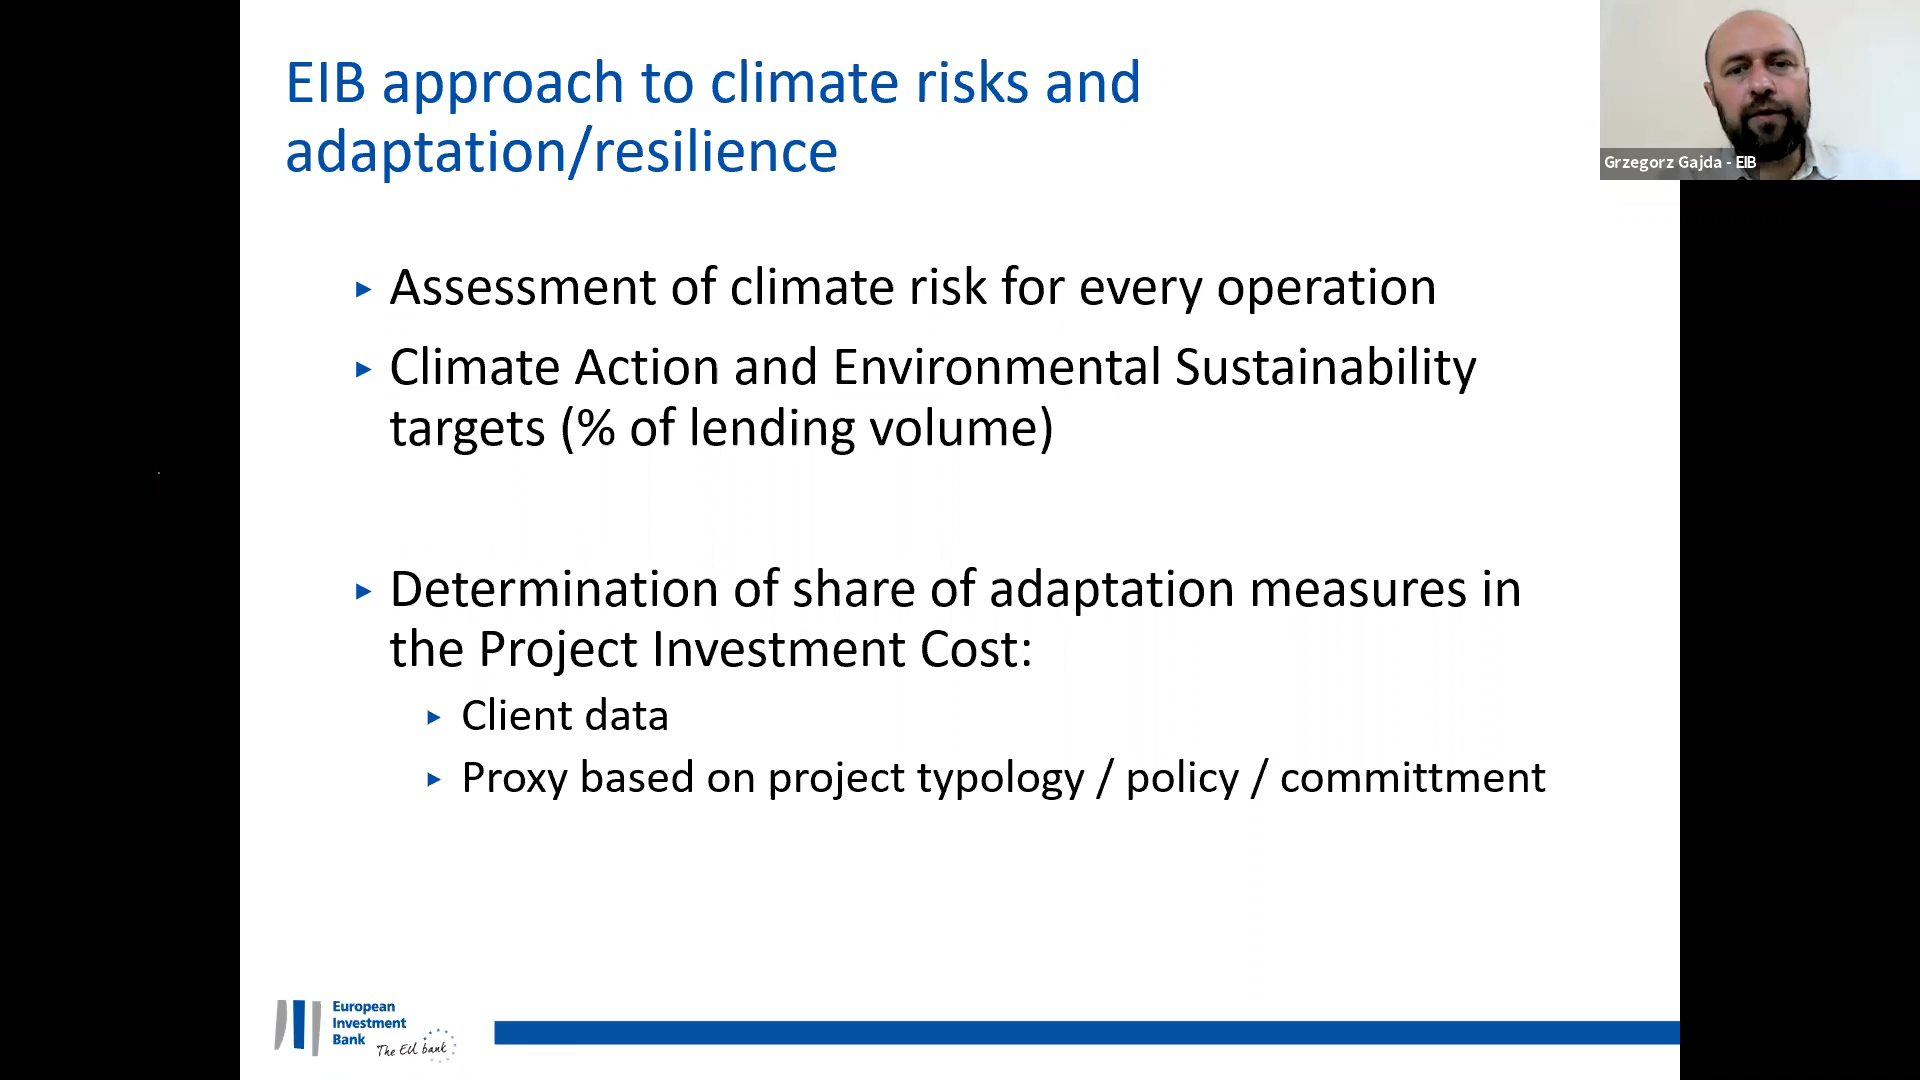 EIB approach to climate risks and
adaptation/resilience
Grzegorz Gajda - EIB
Assessment of climate risk for every operation
Climate Action and Environmental Sustainability
targets (% of lending volume)
Determination of share of adaptation measures in
the Project Investment Cost:
Client data
Proxy based on project typology / policy / committment
European
Investment
Bank
The EU bank